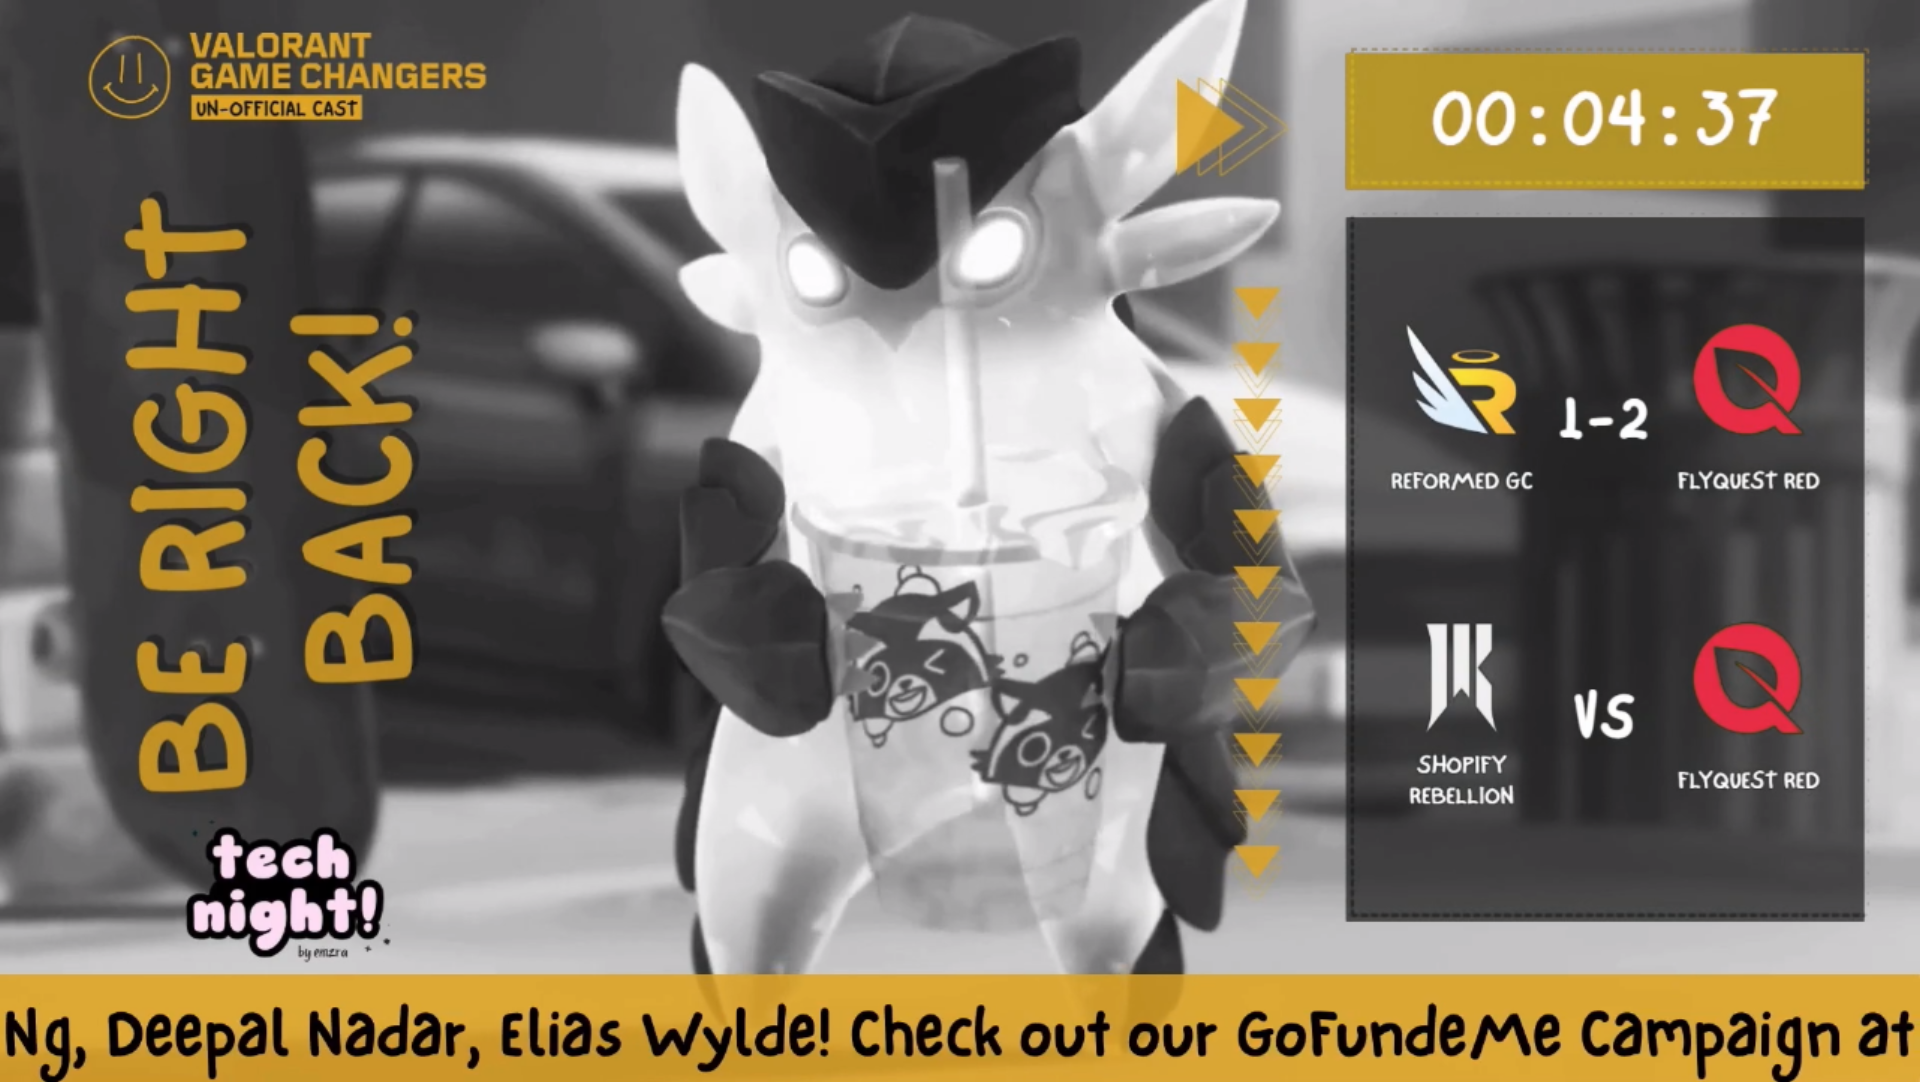 VALORANT
GAME CHANGERS
UN-OFFICIAL CAST
BE RIGHT
BACK!
tech
night!
by emzra
00:04:37
1-2
REFORMED GC
FLYQUEST RED
VS
SHOPIFY
REBELLION
FLYQUEST RED
Ng, Deepal Nadar, Elias Wylde! Check out our GoFundeMe Campaign at